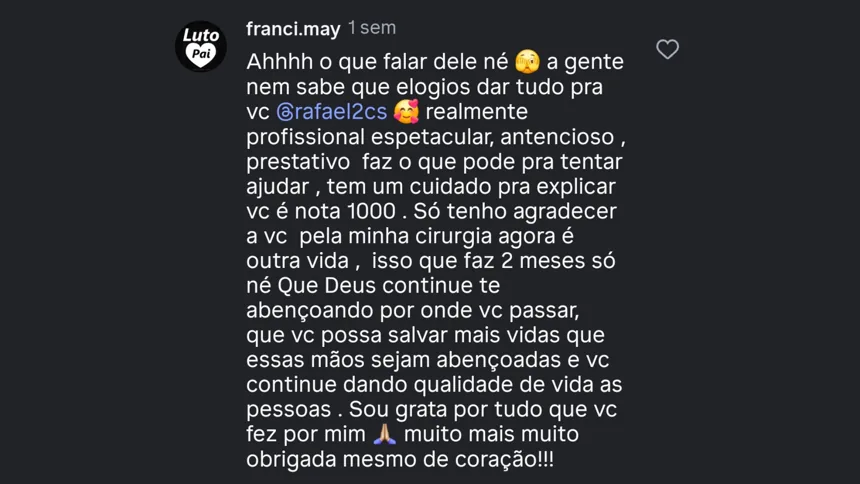 Luto
Pai
franci.may 1 sem
Ahhhh o que falar dele né 🫣 a gente
nem sabe que elogios dar tudo pra
vc @rafael2cs 🥰 realmente
profissional espetacular, antencioso ,
prestativo faz o que pode pra tentar
ajudar , tem um cuidado pra explicar
vc é nota 1000 . Só tenho agradecer
a vc pela minha cirurgia agora é
outra vida , isso que faz 2 meses só
né Que Deus continue te
abençoando por onde vc passar,
que vc possa salvar mais vidas que
essas mãos sejam abençoadas e vc
continue dando qualidade de vida as
pessoas . Sou grata por tudo que vc
fez por mim 🙏🏼 muito mais muito
obrigada mesmo de coração!!!